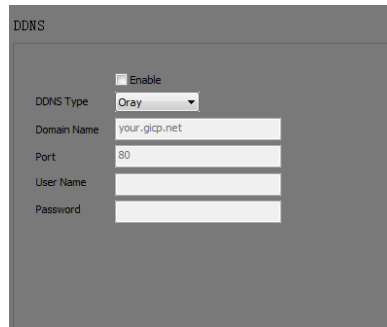 DDNS
Enable
DDNS Type Oray
Domain Name your.gicp.net
Port 80
User Name
Password